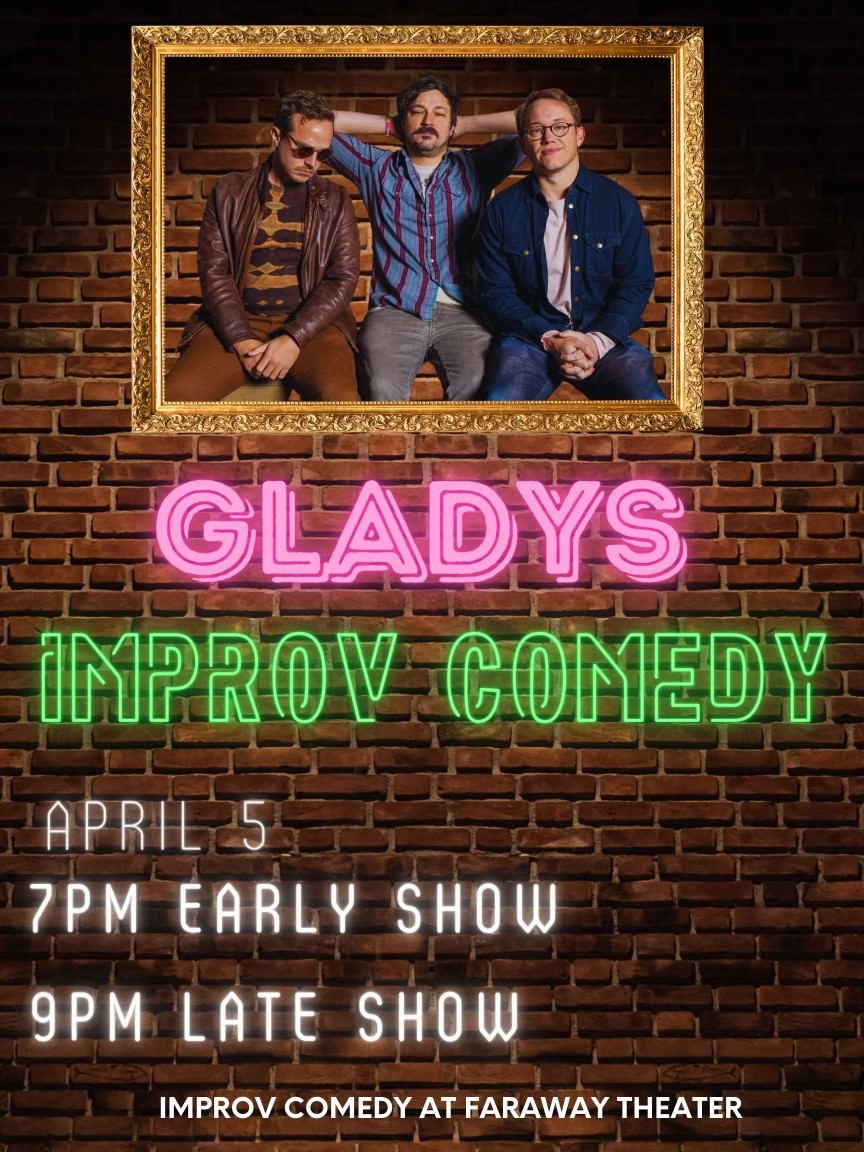 GLADYS
IMPROV COMEDY
APRIL 5
7PM EARLY SHOW
9PM LATE SHOW
IMPROV COMEDY AT FARAWAY THEATER